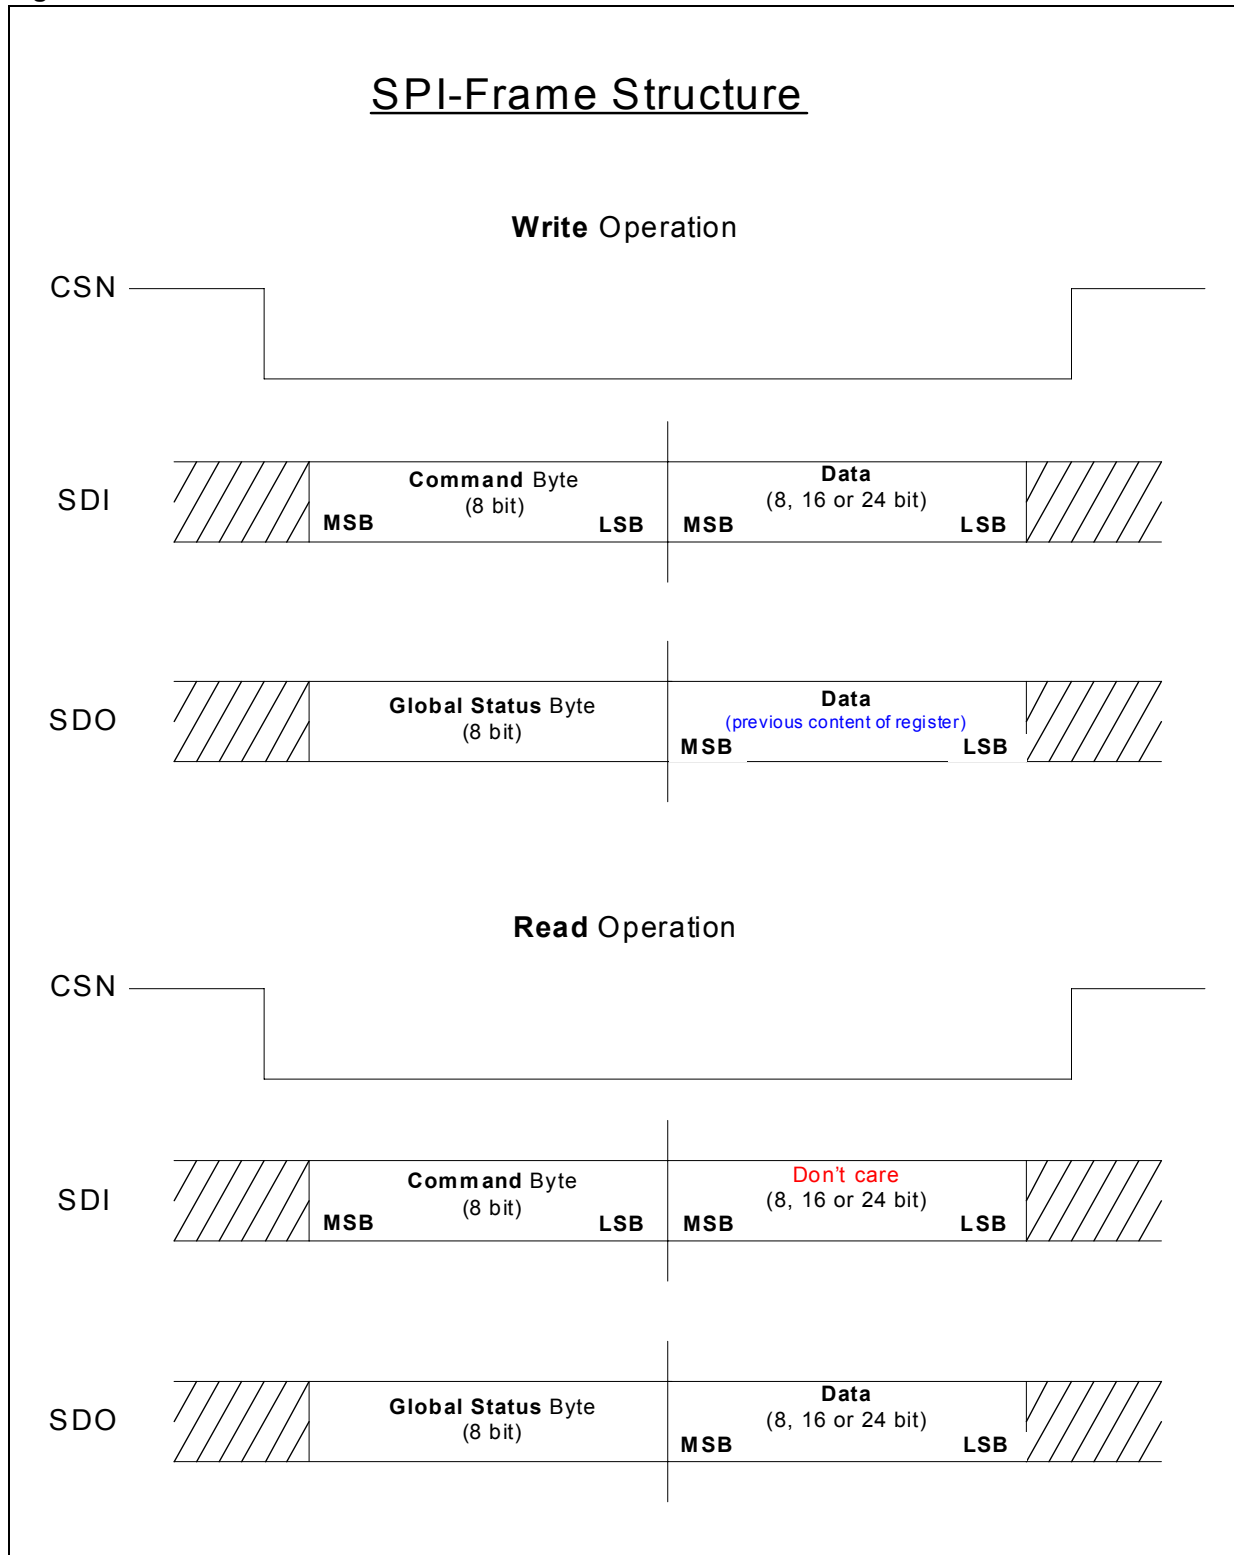 SPI-Frame Structure
Write Operation
CSN
SDI
Command Byte
(8 bit)
MSB LSB
Data
(8, 16 or 24 bit)
MSB LSB
SDO
Global Status Byte
(8 bit)
Data
(previous content of register)
MSB LSB
Read Operation
CSN
SDI
Command Byte
(8 bit)
MSB LSB
Don't care
(8, 16 or 24 bit)
MSB LSB
SDO
Global Status Byte
(8 bit)
Data
(8, 16 or 24 bit)
MSB LSB